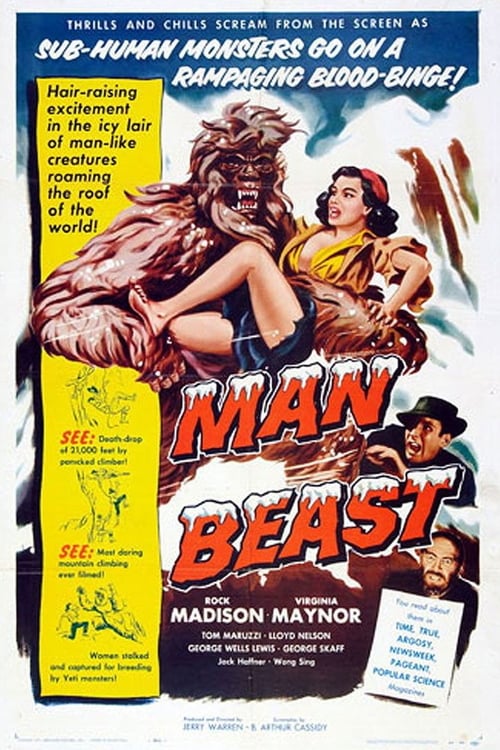 THRILLS AND CHILLS SCREAM FROM THE SCREEN AS
SUB-HUMAN MONSTERS GO ON A
RAMPAGING BLOOD-BINGE!
Hair-raising
excitement
in the icy lair
of man-like
creatures
roaming
the roof
of the
world!
SEE: Death-drop
of 21,000 feet by
panicked climber!
SEE: Most daring
mountain climbing
ever filmed!
Women stalked
and captured for breeding
by Yeti monsters!
MAN
BEAST
ROCK VIRGINIA
MADISON · MAYNOR
TOM MARUZZI · LLOYD NELSON
GEORGE WELLS LEWIS · GEORGE SKAFF
Jack Haffner · Wong Sing
You read about
them in
TIME, TRUE,
ARGOSY,
NEWSWEEK,
PAGEANT,
POPULAR SCIENCE
Magazines
Produced and Directed by
JERRY WARREN ·
Screenplay by
B. ARTHUR CASSIDY